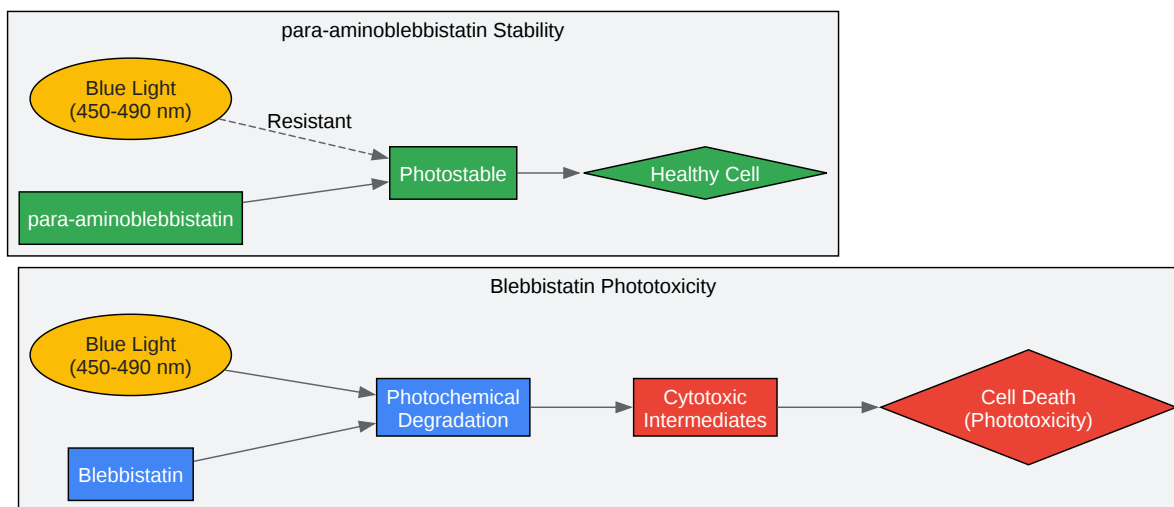 para-aminoblebbistatin Stability
Blue Light
(450-490 nm)
Resistant
Photostable
Healthy Cell
para-aminoblebbistatin
Blebbistatin Phototoxicity
Blue Light
(450-490 nm)
Photochemical
Degradation
Cytotoxic
Intermediates
Cell Death
(Phototoxicity)
Blebbistatin